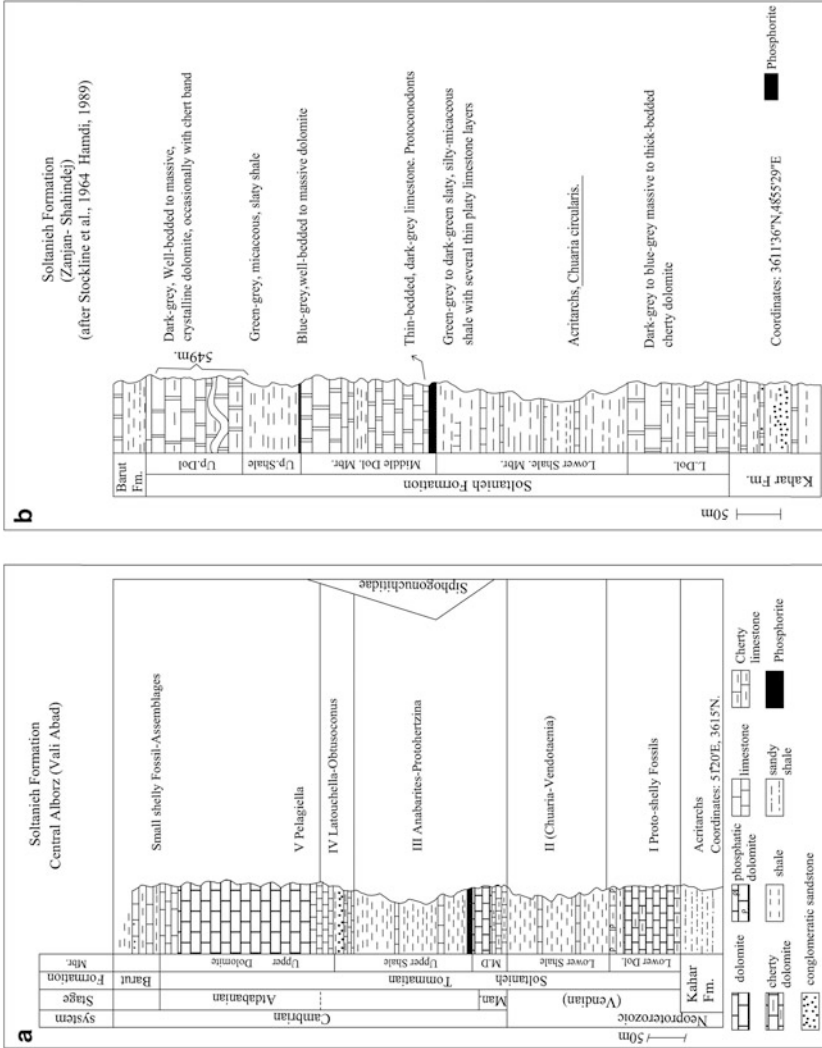 a
Soltanieh Formation
Central Alborz (Vali Abad)
system
Stage
Formation
Mbr.
Cambrian
Neoproterozoic
Atdabanian
Man.
(Vendian)
Barut
Tommatian
Soltanieh
Kahar
Fm.
Upper Dolomite
Upper Shale
M.D
Lower Shale
Lower Dol.
Small shelly Fossil-Assemblages
V Pelagiella
IV Latouchella-Obtusoconus
III Anabarites-Protohertzina
II (Chuaria-Vendotaenia)
I Proto-shelly Fossils
Acritarchs
Coordinates: 51°20'E, 3615'N.
Siphogonuchitidae
50m
dolomite
phosphatic
dolomite
limestone
Cherty
limestone
cherty
dolomite
shale
sandy
shale
Phosphorite
conglomeratic sandstone
b
Soltanieh Formation
(Zanjan- Shahindej)
(after Stockline et al., 1964 Hamdi, 1989)
Barut
Fm.
Up.Dol
Up.Shale
Middle Dol. Mbr.
Lower Shale. Mbr.
L.Dol.
Soltanieh Formation
Kahar Fm.
549m.
50m
Dark-grey, Well-bedded to massive,
crystalline dolomite, occasionally with chert band
Green-grey, micaceous, slaty shale
Blue-grey,well-bedded to massive dolomite
Thin-bedded, dark-grey limestone. Protoconodonts
Green-grey to dark-green slaty, silty-micaceous
shale with several thin platy limestone layers
Acritarchs, Chuaria circularis.
Dark-grey to blue-grey massive to thick-bedded
cherty dolomite
Coordinates: 36°11'36"N,48°55'29"E
Phosphorite